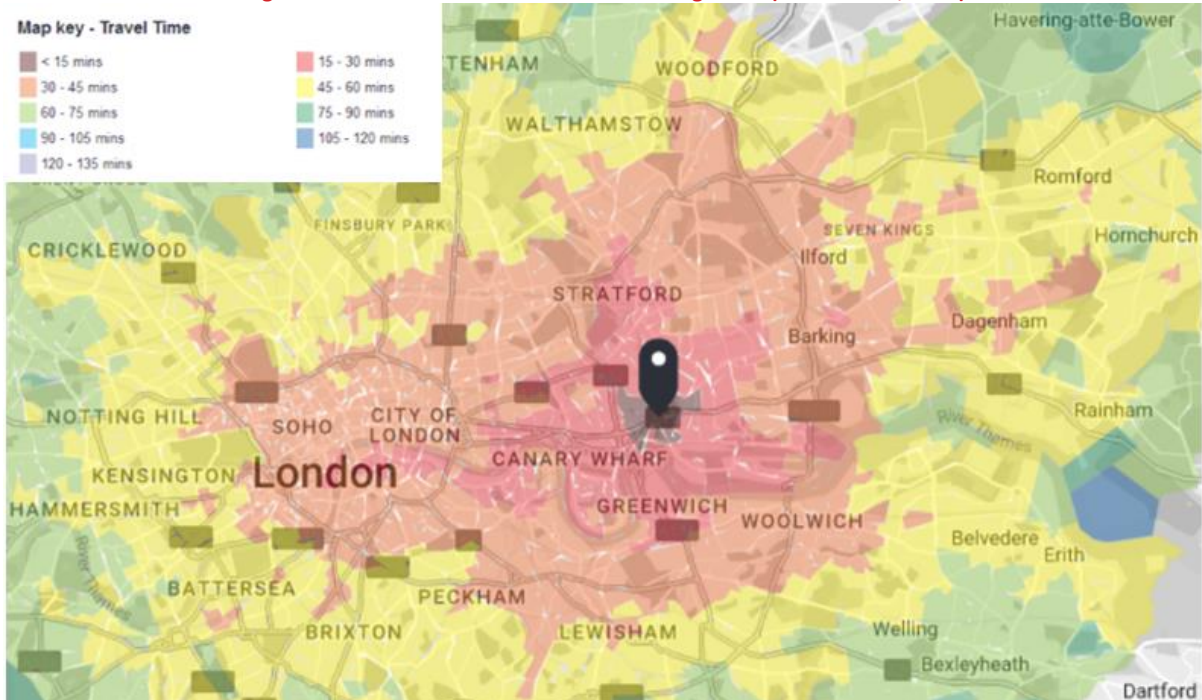 Map key - Travel Time
< 15 mins
15 - 30 mins
30 - 45 mins
45 - 60 mins
60 - 75 mins
75 - 90 mins
90 - 105 mins
105 - 120 mins
120 - 135 mins
Havering-atte-Bower
TENHAM
WOODFORD
WALTHAMSTOW
Romford
FINSBURY PARK
SEVEN KINGS
Hornchurch
CRICKLEWOOD
Ilford
STRATFORD
Dagenham
Barking
NOTTING HILL
SOHO
CITY OF
LONDON
Rainham
River Thames
CANARY WHARF
KENSINGTON
London
HAMMERSMITH
GREENWICH
WOOLWICH
Belvedere
Erith
River Thames
BATTERSEA
PECKHAM
BRIXTON
LEWISHAM
Welling
Bexleyheath
Dartford